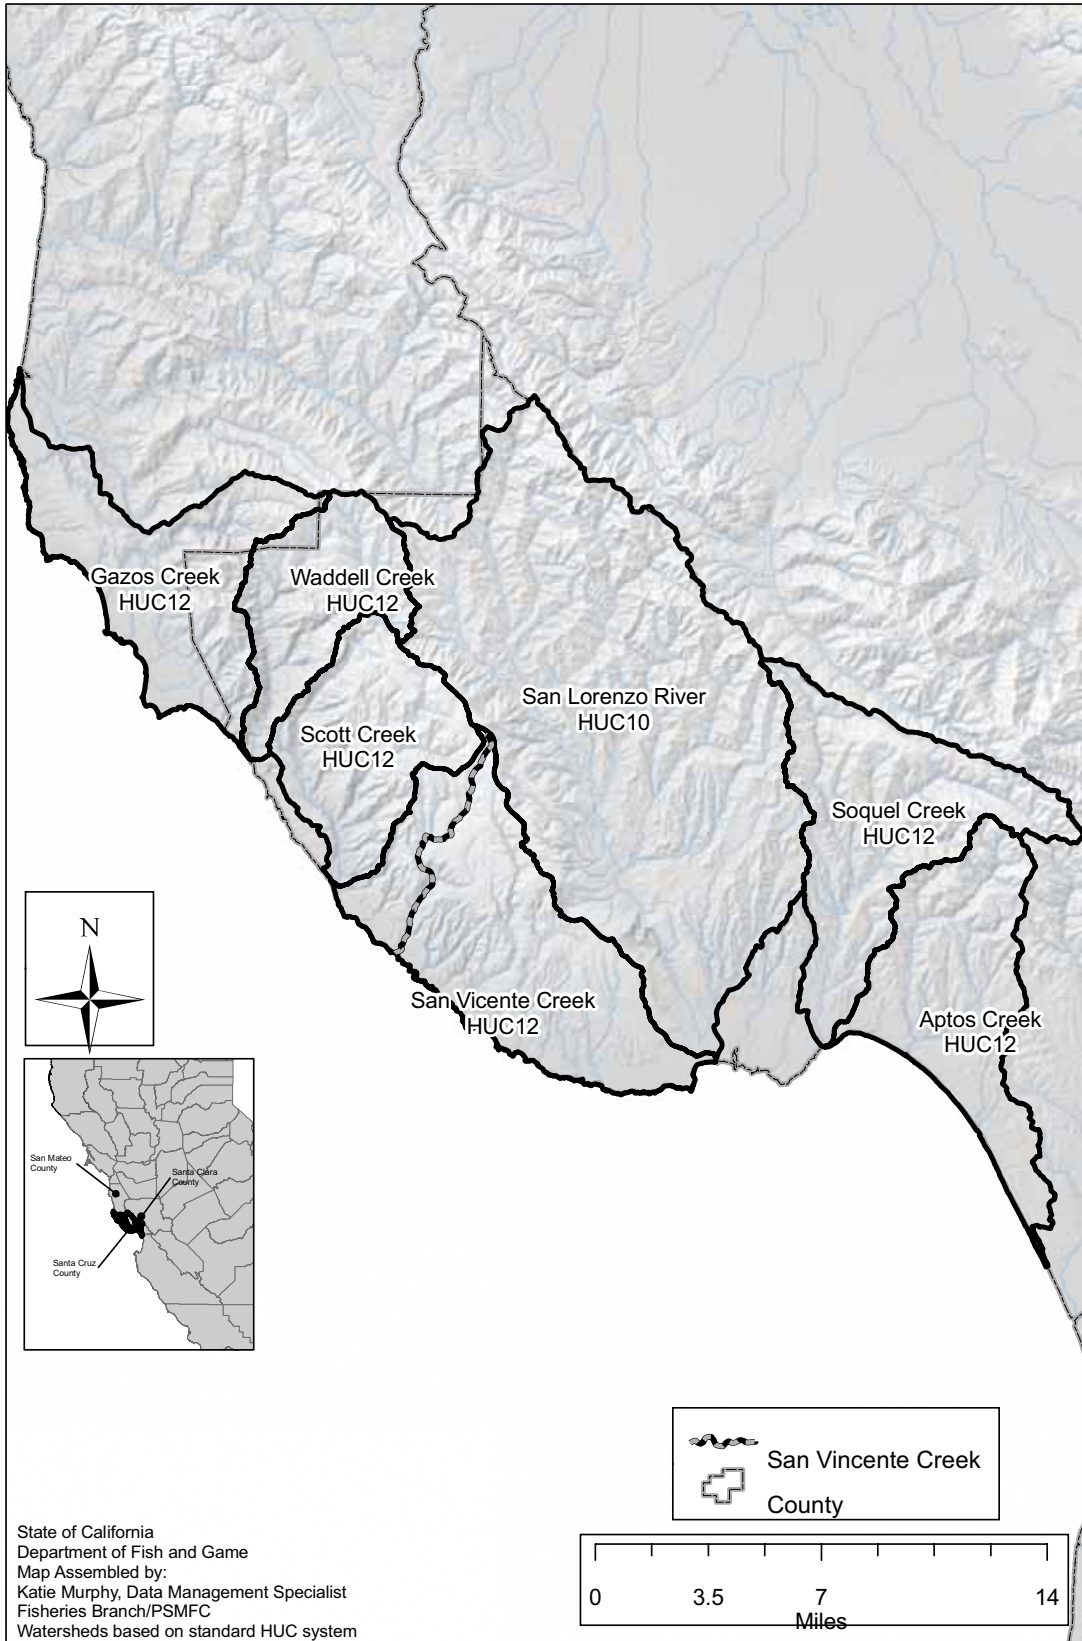 Gazos Creek
HUC12
Waddell Creek
HUC12
San Lorenzo River
HUC10
Scott Creek
HUC12
Soquel Creek
HUC12
San Vicente Creek
HUC12
Aptos Creek
HUC12
N
San Mateo
County
Santa Clara
County
Santa Cruz
County
San Vincente Creek
County
0
3.5
7
14
Miles
State of California
Department of Fish and Game
Map Assembled by:
Katie Murphy, Data Management Specialist
Fisheries Branch/PSMFC
Watersheds based on standard HUC system